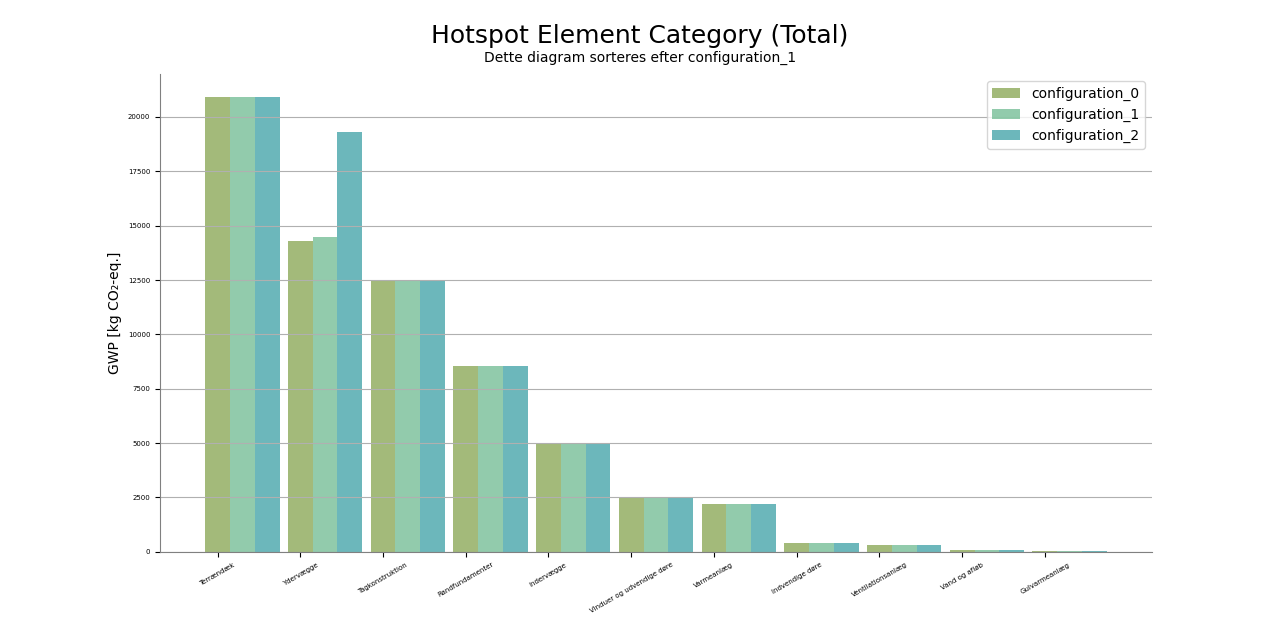 Hotspot Element Category (Total)
Dette diagram sorteres efter configuration_1
configuration_0
configuration_1
configuration_2
GWP [kg CO₂-eq.]
20000
17500
15000
12500
10000
7500
5000
2500
0
Terrændæk
Ydervægge
Tagkonstruktion
Randfundamenter
Indervægge
Vinduer og udvendige døre
Varmeanlæg
Indvendige døre
Ventilationsanlæg
Vand og afløb
Gulvarmeanlæg